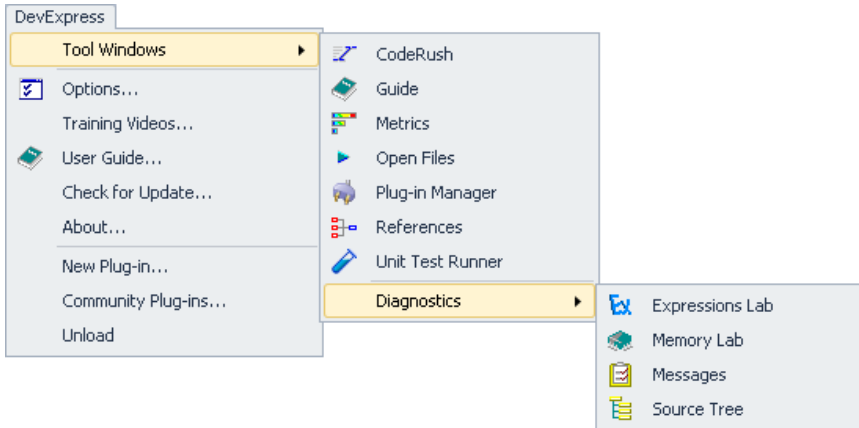 DevExpress
Tool Windows
Options...
Training Videos...
User Guide...
Check for Update...
About...
New Plug-in...
Community Plug-ins...
Unload
CodeRush
Guide
Metrics
Open Files
Plug-in Manager
References
Unit Test Runner
Diagnostics
Expressions Lab
Memory Lab
Messages
Source Tree